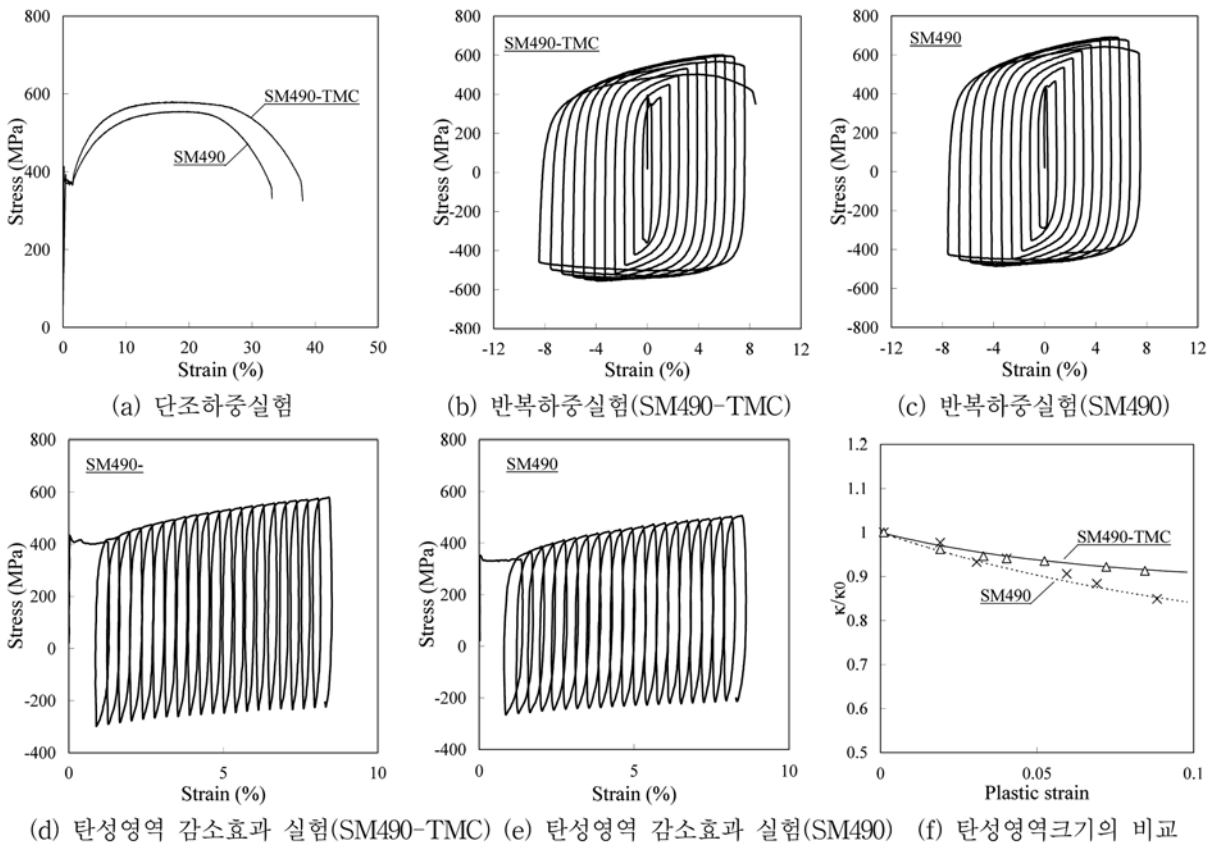 800
600
400
200
0
Stress (MPa)
SM490-TMC
SM490
0
10
20
30
40
50
Strain (%)
(a) 단조하중실험
800
600
400
200
0
-200
-400
-600
-800
Stress (MPa)
SM490-TMC
-12
-8
-4
0
4
8
12
Strain (%)
(b) 반복하중실험(SM490-TMC)
800
600
400
200
0
-200
-400
-600
-800
Stress (MPa)
SM490
-12
-8
-4
0
4
8
12
Strain (%)
(c) 반복하중실험(SM490)
800
600
400
200
0
-200
-400
Stress (MPa)
SM490-
0
5
10
Strain (%)
(d) 탄성영역 감소효과 실험(SM490-TMC)
800
600
400
200
0
-200
-400
Stress (MPa)
SM490
0
5
10
Strain (%)
(e) 탄성영역 감소효과 실험(SM490)
1.2
1.1
1
0.9
0.8
0.7
0.6
0.5
κ/κ0
SM490-TMC
SM490
0
0.05
0.1
Plastic strain
(f) 탄성영역크기의 비교